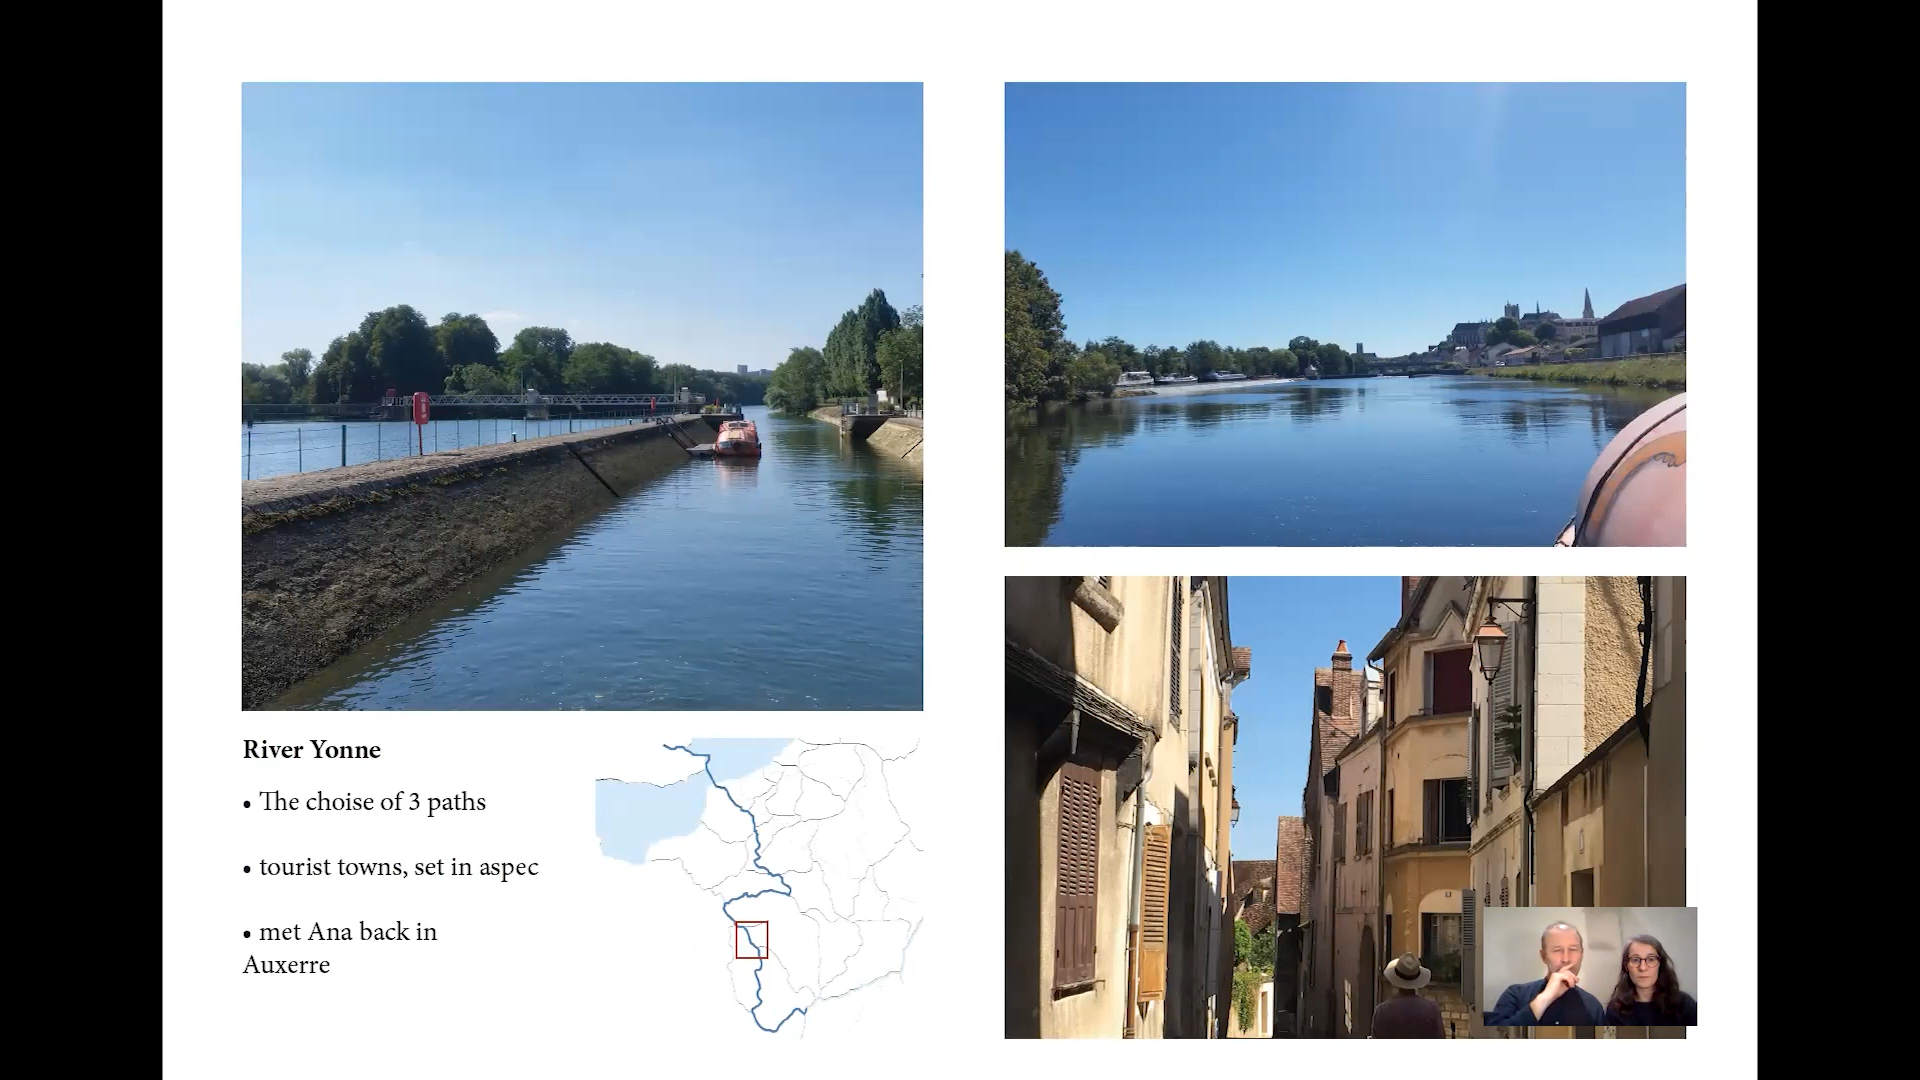 River Yonne
• The choise of 3 paths
• tourist towns, set in aspec
• met Ana back in
Auxerre